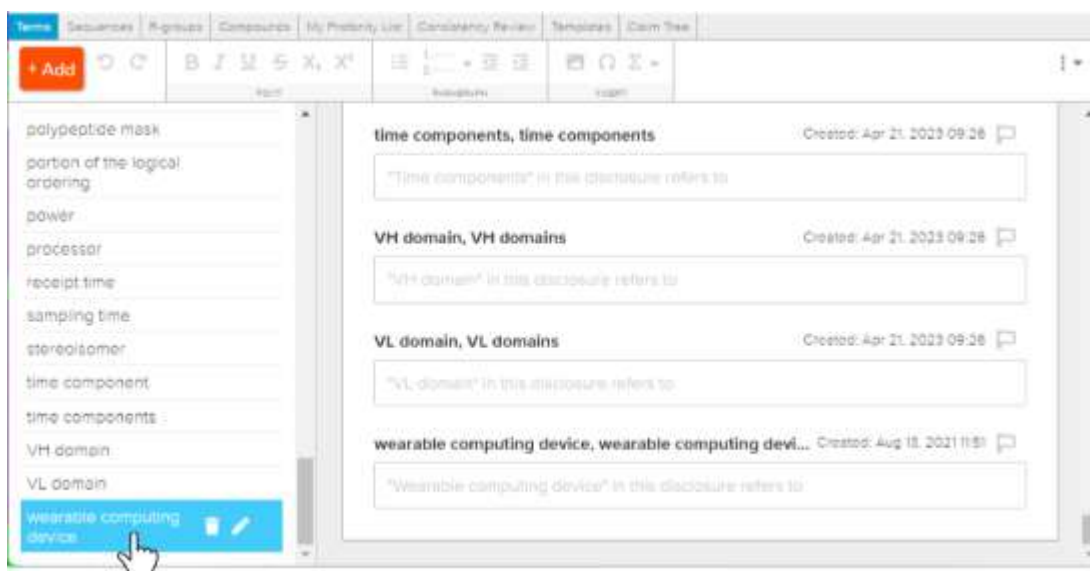 Terms Sequences R-groups Compounds My Probinity List Consistency Review Templates Claim Tree
+ Add B I U S X, X² Ω Σ
polypeptide mask
portion of the logical
ordering
power
processor
receipt time
sampling time
stereoisomer
time component
time components
VH domain
VL domain
wearable computing
device
time components, time components Created: Apr 21, 2023 09:26
"Time components" in this disclosure refers to
VH domain, VH domains Created: Apr 21, 2023 09:26
"VH domain" in this disclosure refers to
VL domain, VL domains Created: Apr 21, 2023 09:26
"VL domain" in this disclosure refers to
wearable computing device, wearable computing devi... Created: Aug 13, 2021 11:51
"Wearable computing device" in this disclosure refers to